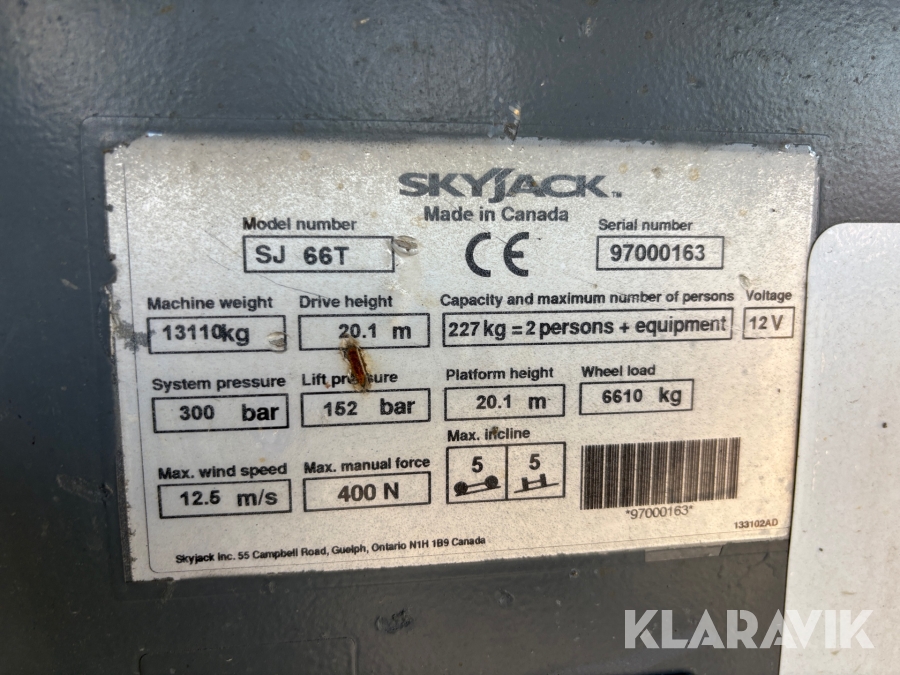 SKYJACK™
Made in Canada
Model number
SJ 66T
CE
Serial number
97000163
Machine weight
13110kg
Drive height
20.1 m
Capacity and maximum number of persons
227 kg = 2 persons + equipment
Voltage
12 V
System pressure
300 bar
Lift pressure
152 bar
Platform height
20.1 m
Wheel load
6610 kg
Max. wind speed
12.5 m/s
Max. manual force
400 N
Max. incline
5 5
*97000163*
133102AD
Skyjack Inc. 55 Campbell Road, Guelph, Ontario N1H 1B9 Canada
KLARAVIK